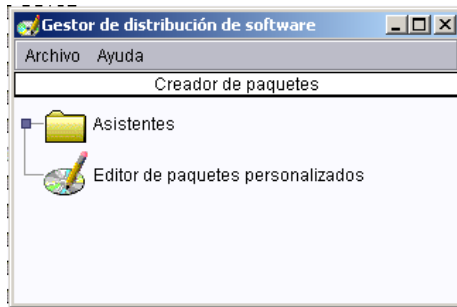 Gestor de distribución de software
Archivo Ayuda
Creador de paquetes
Asistentes
Editor de paquetes personalizados